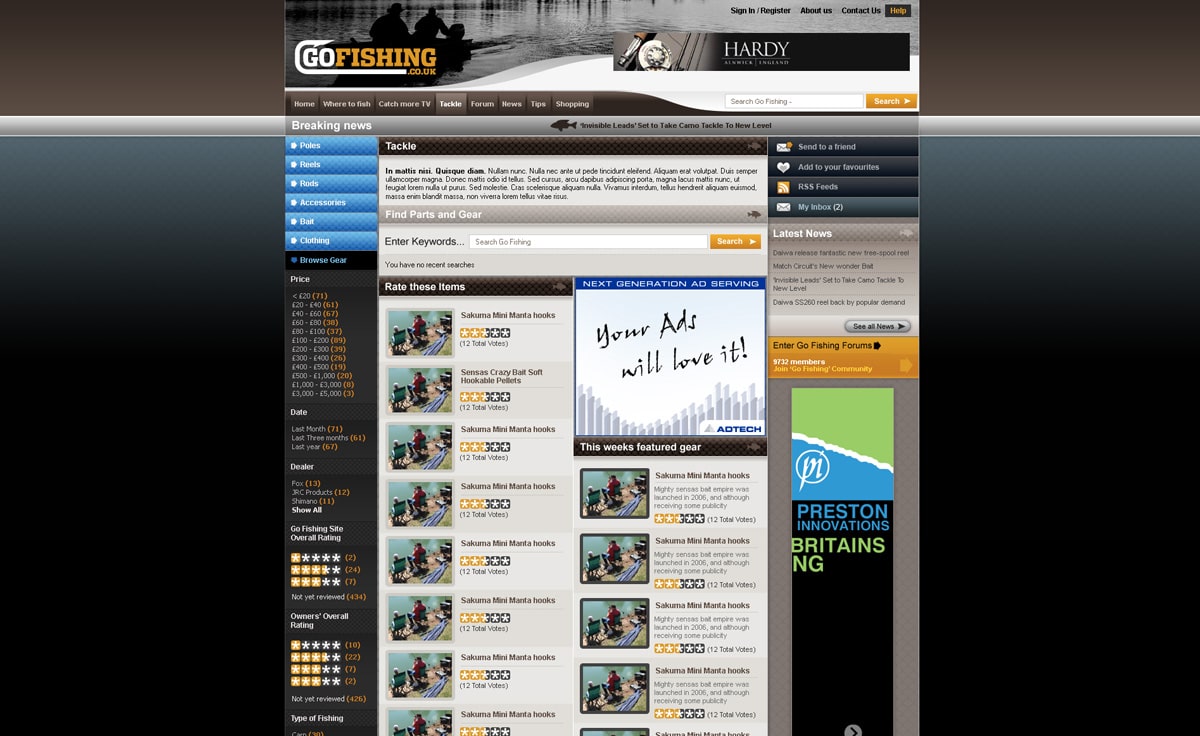 Sign In / Register About us Contact Us Help
GOFISHING
.CO.UK
HARDY
ALNWICK | ENGLAND
Home Where to fish Catch more TV Tackle Forum News Tips Shopping
Search Go Fishing - Search
Breaking news
'Invisible Leads' Set to Take Camo Tackle To New Level
Poles
Reels
Rods
Accessories
Bait
Clothing
Browse Gear
Price
< £20 (71)
£20 - £40 (61)
£40 - £60 (67)
£60 - £80 (38)
£80 - £100 (37)
£100 - £200 (89)
£200 - £300 (39)
£300 - £400 (26)
£400 - £500 (19)
£500 - £1,000 (20)
£1,000 - £3,000 (8)
£3,000 - £5,000 (3)
Date
Last Month (71)
Last Three months (61)
Last year (67)
Dealer
Fox (13)
JRC Products (12)
Shimano (11)
Show All
Go Fishing Site
Overall Rating
(2)
(24)
(7)
Not yet reviewed (434)
Owners' Overall
Rating
(10)
(22)
(7)
(2)
Not yet reviewed (426)
Type of Fishing
Carp (38)
Tackle
In mattis nisi. Quisque diam. Nullam nunc. Nulla nec ante ut pede tincidunt eleifend. Aliquam erat volutpat. Duis semper
ullamcorper magna. Donec mattis odio id tellus. Sed cursus, arcu dapibus adipiscing porta, magna lacus mattis nunc, ut
feugiat lorem nulla ut purus. Sed molestie. Cras scelerisque aliquam nulla. Vivamus interdum, tellus hendrerit aliquam euismod,
massa enim blandit massa, non viverra lorem tellus vitae risus.
Find Parts and Gear
Enter Keywords... Search Go Fishing Search
You have no recent searches
Rate these Items
Sakuma Mini Manta hooks
(12 Total Votes)
Sensas Crazy Bait Soft
Hookable Pellets
(12 Total Votes)
Sakuma Mini Manta hooks
(12 Total Votes)
Sakuma Mini Manta hooks
(12 Total Votes)
Sakuma Mini Manta hooks
(12 Total Votes)
Sakuma Mini Manta hooks
(12 Total Votes)
Sakuma Mini Manta hooks
(12 Total Votes)
Sakuma Mini Manta hooks
NEXT GENERATION AD SERVING
Your Ads
will love it!
ADTECH
This weeks featured gear
Sakuma Mini Manta hooks
Mighty sensas bait empire was
launched in 2006, and although
receiving some publicity
(12 Total Votes)
Sakuma Mini Manta hooks
Mighty sensas bait empire was
launched in 2006, and although
receiving some publicity
(12 Total Votes)
Sakuma Mini Manta hooks
Mighty sensas bait empire was
launched in 2006, and although
receiving some publicity
(12 Total Votes)
Sakuma Mini Manta hooks
Mighty sensas bait empire was
launched in 2006, and although
receiving some publicity
(12 Total Votes)
Sakuma Mini Manta hooks
Send to a friend
Add to your favourites
RSS Feeds
My Inbox (2)
Latest News
Daiwa release fantastic new free-spool reel
Match Circuit's New wonder Bait
'Invisible Leads' Set to Take Camo Tackle To
New Level
Daiwa SS260 reel back by popular demand
See all News
Enter Go Fishing Forums
9732 members
Join 'Go Fishing' Community
pi
PRESTON
INNOVATIONS
BRITAINS
NG